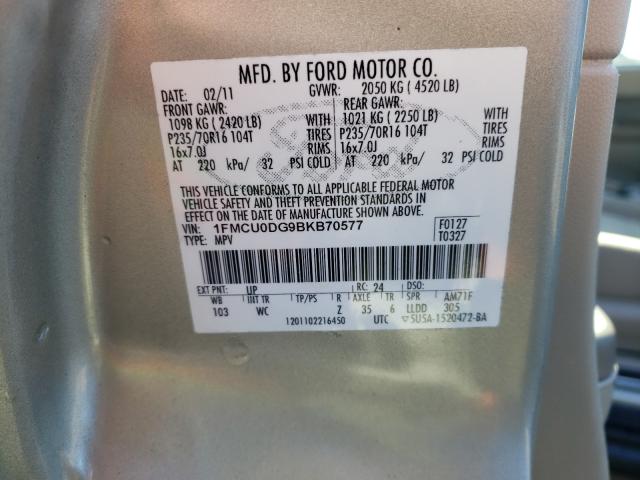 MFD. BY FORD MOTOR CO.
DATE: 02/11 GVWR: 2050 KG ( 4520 LB)
FRONT GAWR: REAR GAWR:
1098 KG ( 2420 LB) WITH 1021 KG ( 2250 LB) WITH
P235/70R16 104T TIRES P235/70R16 104T TIRES
16x7.0J RIMS 16x7.0J RIMS
AT 220 kPa/ 32 PSI COLD AT 220 kPa/ 32 PSI COLD
THIS VEHICLE CONFORMS TO ALL APPLICABLE FEDERAL MOTOR
VEHICLE SAFETY AND THEFT PREVENTION STANDARDS IN
EFFECT ON THE DATE OF MANUFACTURE SHOWN ABOVE.
VIN: 1FMCU0DG9BKB70577 F0127
TYPE: MPV T0327
EXT PNT: UP RC: 24 DSO:
WB INT TR TP/PS R AXLE TR SPR AM71F
103 WC Z 35 6 LLDD 305
1201102216450 UTC ▽5U5A-1520472-BA
Ford